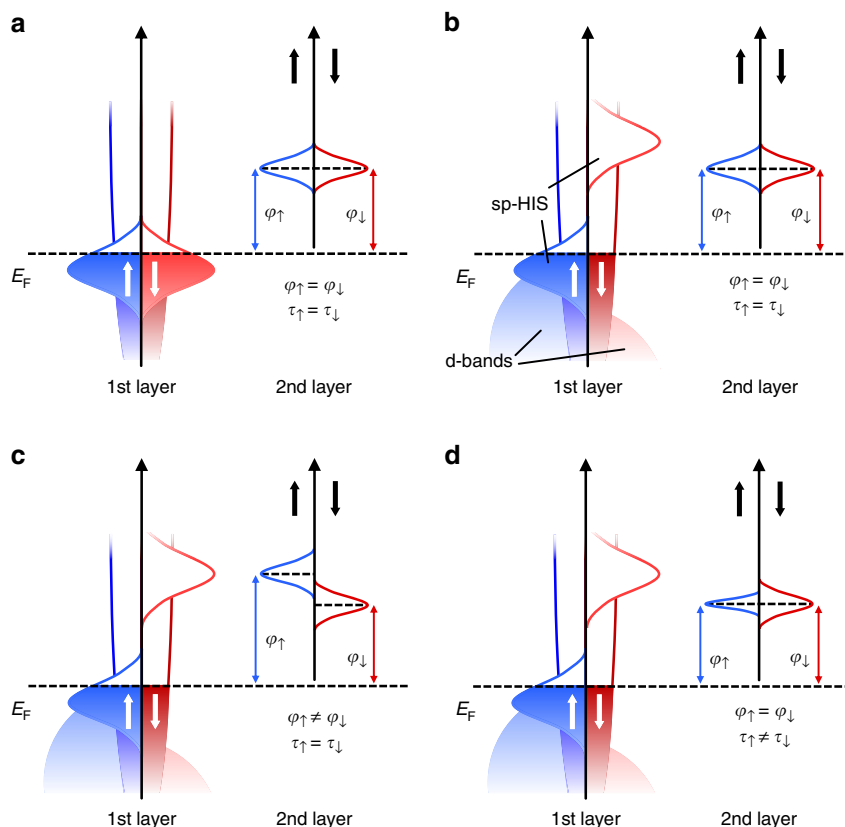 a
b
φ↑
φ↓
E_F
φ↑ = φ↓
τ↑ = τ↓
1st layer
2nd layer
sp-HIS
φ↑
φ↓
E_F
φ↑ = φ↓
τ↑ = τ↓
d-bands
1st layer
2nd layer
c
d
φ↑
φ↓
E_F
φ↑ ≠ φ↓
τ↑ = τ↓
1st layer
2nd layer
φ↑
φ↓
E_F
φ↑ = φ↓
τ↑ ≠ τ↓
1st layer
2nd layer